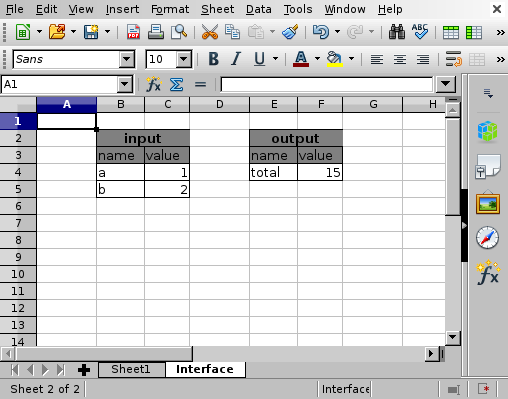 File Edit View Insert Format Sheet Data Tools Window Help
Sans 10 B I U A
A1 fx Σ =
A B C D E F G H
1
2 input output
3 name value name value
4 a 1 total 15
5 b 2
6
7
8
9
10
11
12
13
14
Sheet1 Interface
Sheet 2 of 2 Interface